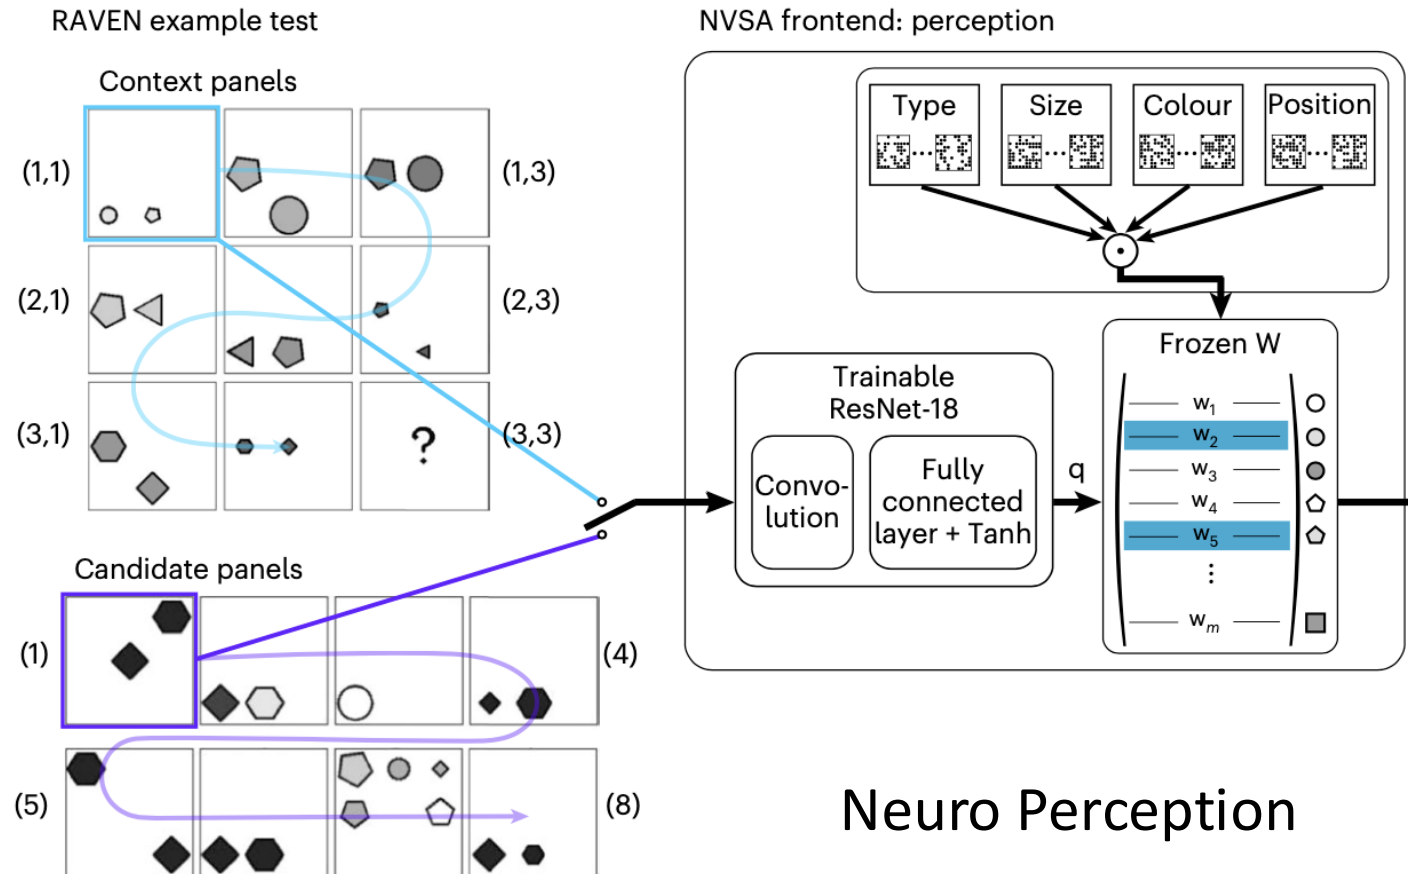 RAVEN example test
Context panels
(1,1)
(1,3)
(2,1)
(2,3)
(3,1)
?
(3,3)
Candidate panels
(1)
(4)
(5)
(8)
NVSA frontend: perception
Type
Size
Colour
Position
Trainable
ResNet-18
Convo-
lution
Fully
connected
layer + Tanh
q
Frozen W
w₁
w₂
w₃
w₄
w₅
wₘ
Neuro Perception